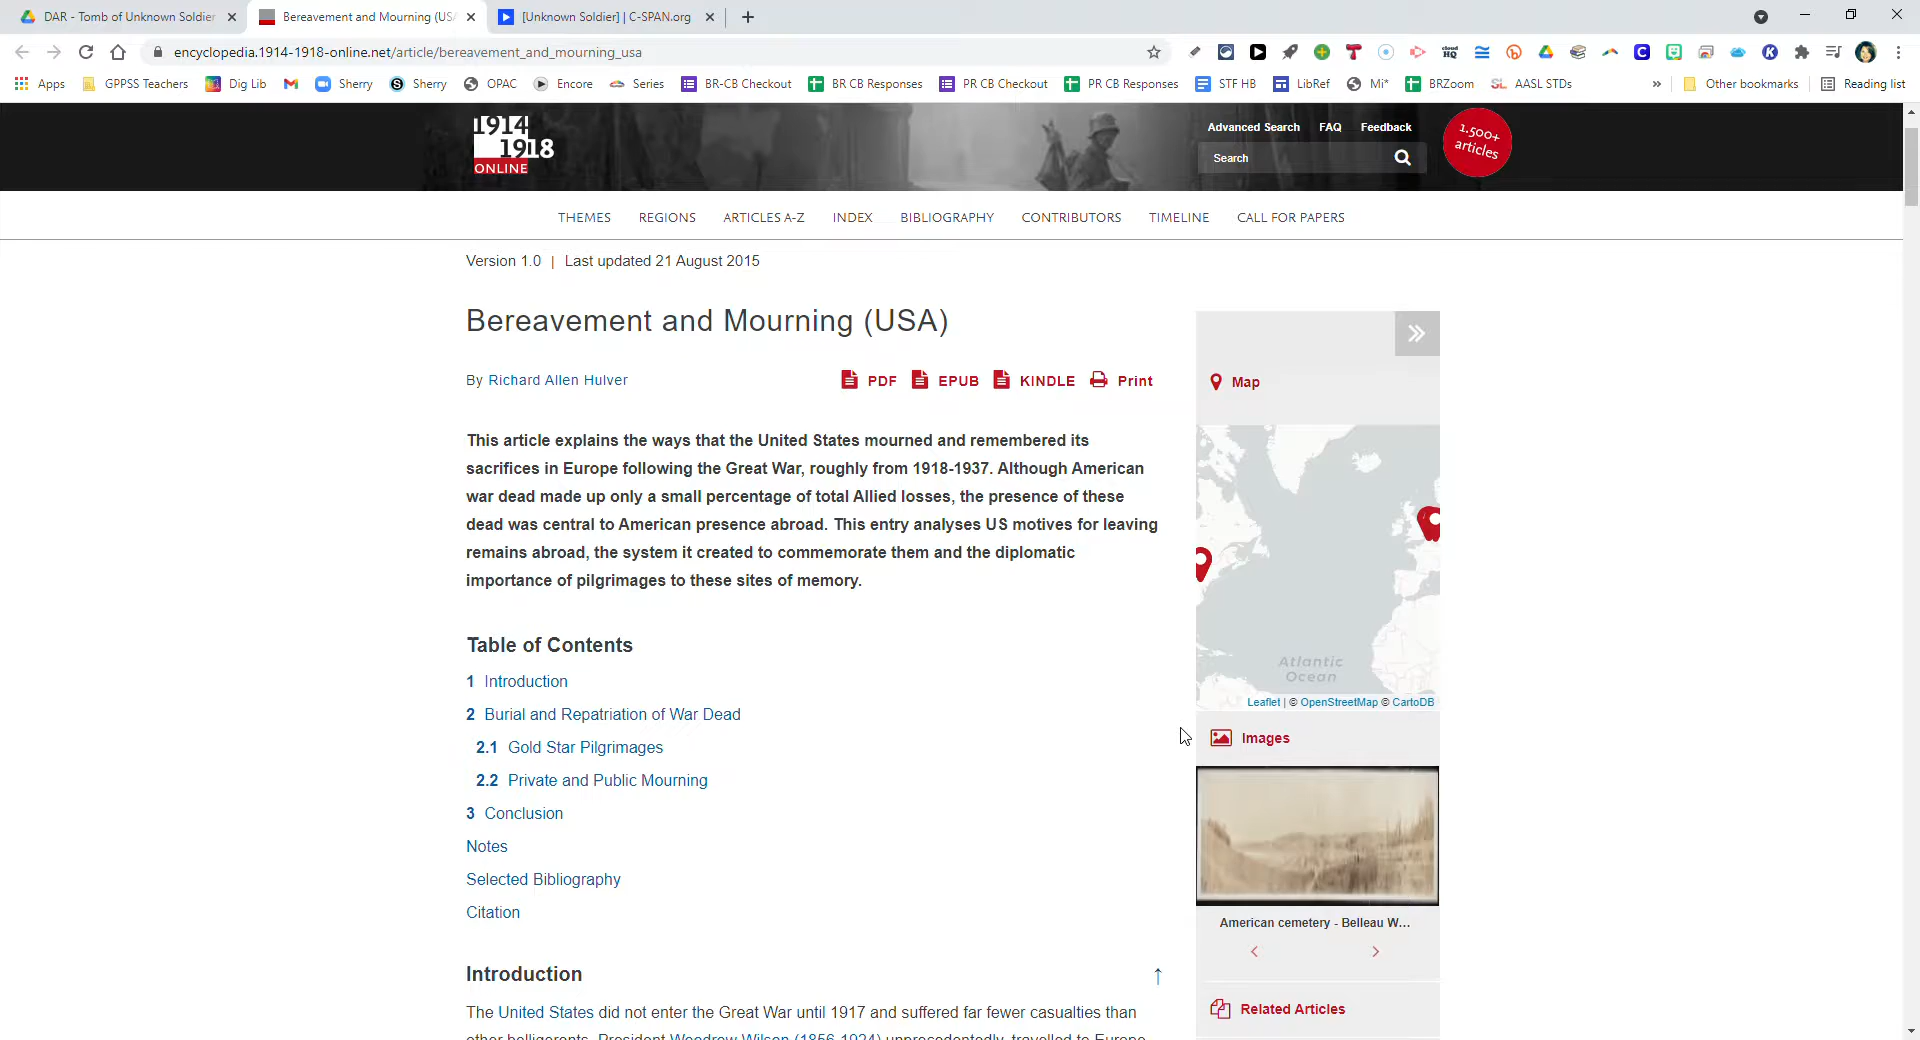 DAR - Tomb of Unknown Soldier
Bereavement and Mourning (USA
[Unknown Soldier] | C-SPAN.org
encyclopedia.1914-1918-online.net/article/bereavement_and_mourning_usa
Apps GPPSS Teachers Dig Lib Sherry Sherry OPAC Encore Series BR-CB Checkout BR CB Responses PR CB Checkout PR CB Responses STF HB LibRef Mi* BRZoom SL AASL STDs » Other bookmarks Reading list
1914
1918
ONLINE
Advanced Search FAQ Feedback
Search
1.500+
articles
THEMES REGIONS ARTICLES A-Z INDEX BIBLIOGRAPHY CONTRIBUTORS TIMELINE CALL FOR PAPERS
Version 1.0 | Last updated 21 August 2015
Bereavement and Mourning (USA)
By Richard Allen Hulver
PDF EPUB KINDLE Print
This article explains the ways that the United States mourned and remembered its
sacrifices in Europe following the Great War, roughly from 1918-1937. Although American
war dead made up only a small percentage of total Allied losses, the presence of these
dead was central to American presence abroad. This entry analyses US motives for leaving
remains abroad, the system it created to commemorate them and the diplomatic
importance of pilgrimages to these sites of memory.
Table of Contents
1 Introduction
2 Burial and Repatriation of War Dead
2.1 Gold Star Pilgrimages
2.2 Private and Public Mourning
3 Conclusion
Notes
Selected Bibliography
Citation
Introduction
The United States did not enter the Great War until 1917 and suffered far fewer casualties than
other belligerents. President Woodrow Wilson (1856-1924) unprecedentedly travelled to Europe
Map
Atlantic
Ocean
Leaflet | © OpenStreetMap © CartoDB
Images
American cemetery - Belleau W...
Related Articles